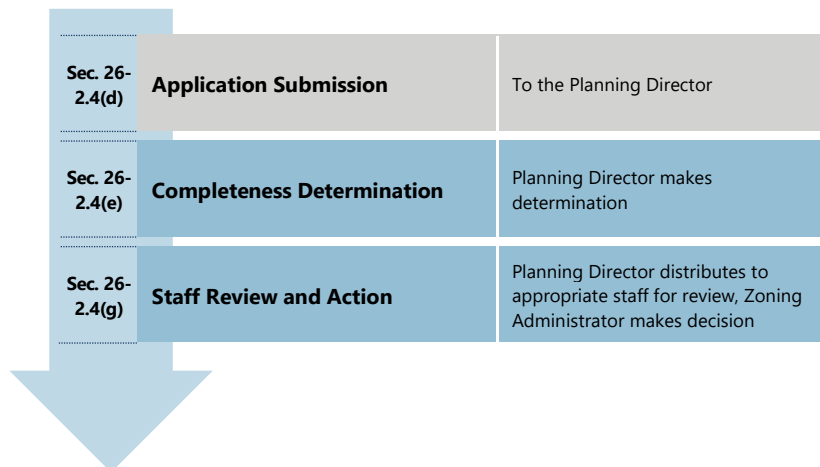 Sec. 26-
2.4(d)
Application Submission
To the Planning Director
Sec. 26-
2.4(e)
Completeness Determination
Planning Director makes
determination
Sec. 26-
2.4(g)
Staff Review and Action
Planning Director distributes to
appropriate staff for review, Zoning
Administrator makes decision